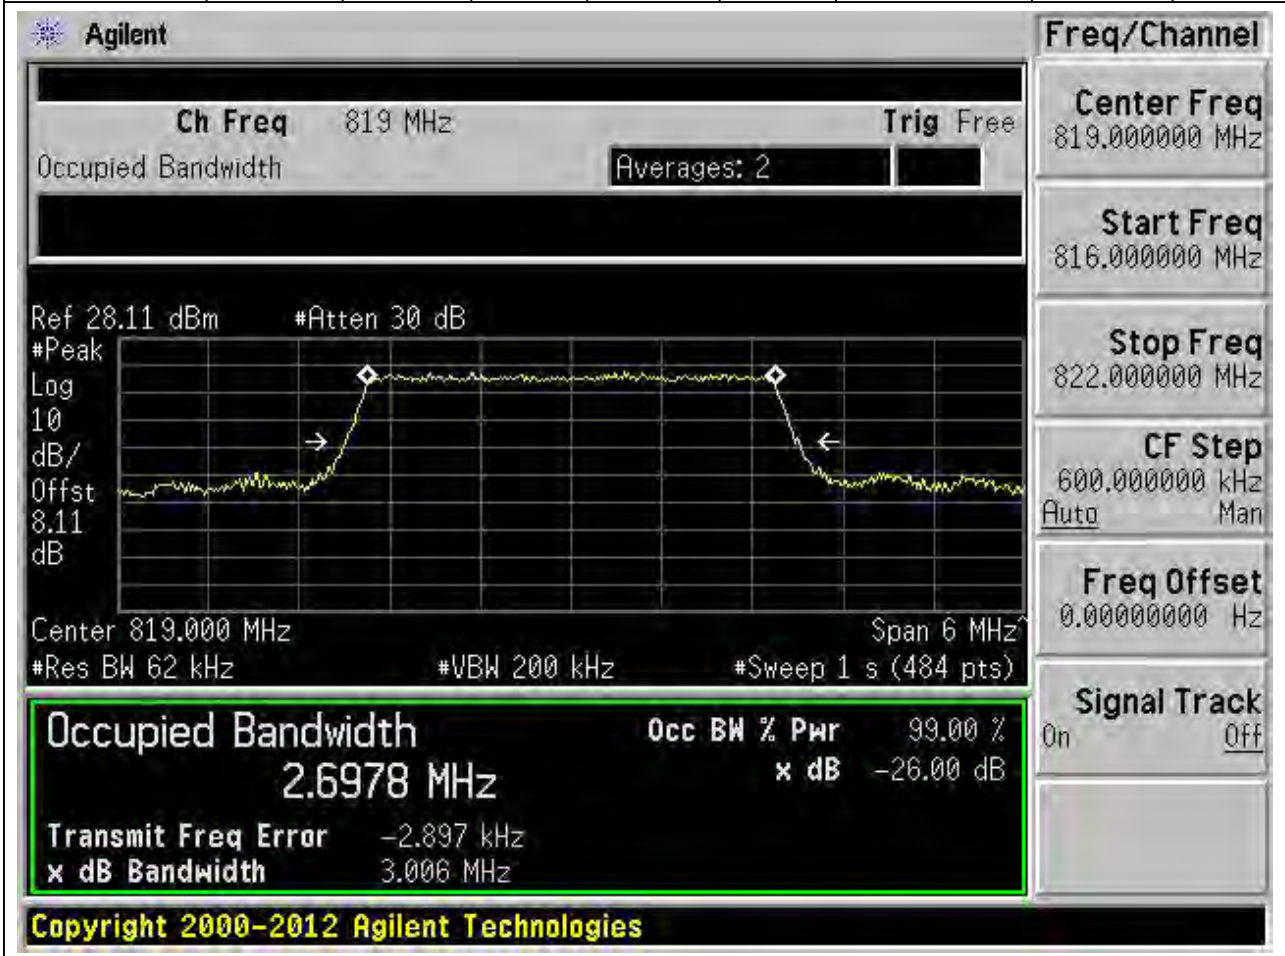 Agilent
Ch Freq 819 MHz Trig Free
Occupied Bandwidth Averages: 2
Ref 28.11 dBm #Atten 30 dB
#Peak
Log
10
dB/
Offst
8.11
dB
Center 819.000 MHz Span 6 MHz^
#Res BW 62 kHz #VBW 200 kHz #Sweep 1 s (484 pts)
Occupied Bandwidth Occ BW % Pwr 99.00 %
2.6978 MHz x dB -26.00 dB
Transmit Freq Error -2.897 kHz
x dB Bandwidth 3.006 MHz
Copyright 2000-2012 Agilent Technologies
Freq/Channel
Center Freq
819.000000 MHz
Start Freq
816.000000 MHz
Stop Freq
822.000000 MHz
CF Step
600.000000 kHz
Auto Man
Freq Offset
0.00000000 Hz
Signal Track
On Off